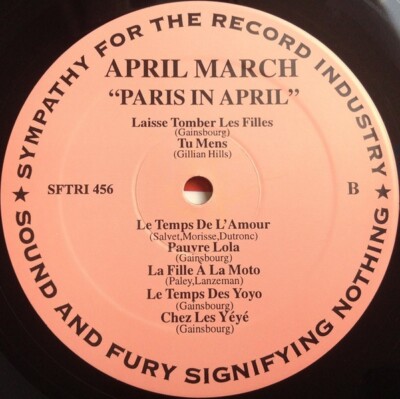 SYMPATHY FOR THE RECORD INDUSTRY
APRIL MARCH
“PARIS IN APRIL”
Laisse Tomber Les Filles
(Gainsbourg)
Tu Mens
(Gillian Hills)
SFTRI 456
B
Le Temps De L’Amour
(Salvet,Morisse,Dutronc)
Pauvre Lola
(Gainsbourg)
La Fille À La Moto
(Paley,Lanzeman)
Le Temps Des Yoyo
(Gainsbourg)
Chez Les Yéyé
(Gainsbourg)
★ SOUND AND FURY SIGNIFYING NOTHING ★